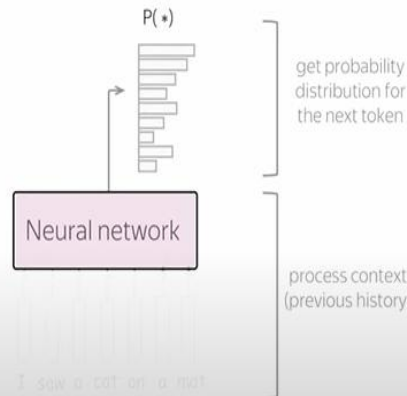 P( * )
get probability
distribution for
the next token
Neural network
process context
(previous history
I saw a cat on a mat